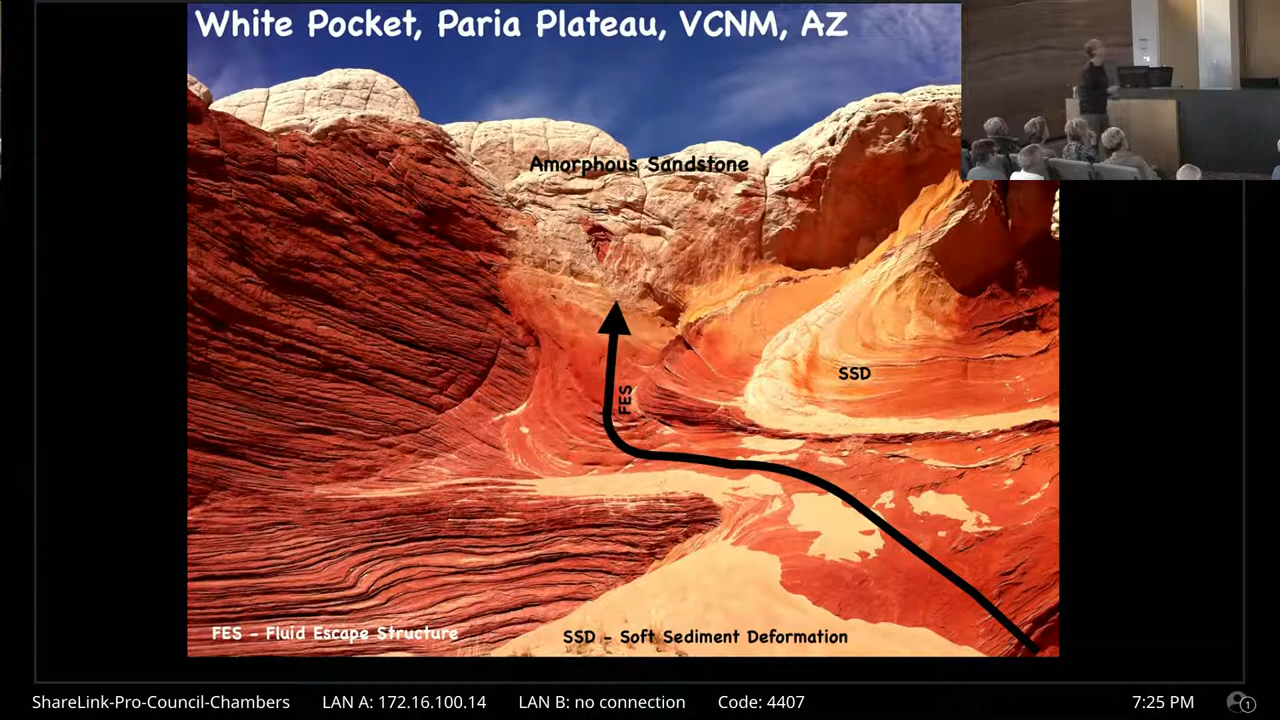 White Pocket, Paria Plateau, VCNM, AZ
Amorphous Sandstone
SSD
FES
FES - Fluid Escape Structure
SSD - Soft Sediment Deformation
ShareLink-Pro-Council-Chambers LAN A: 172.16.100.14 LAN B: no connection Code: 4407 7:25 PM 1